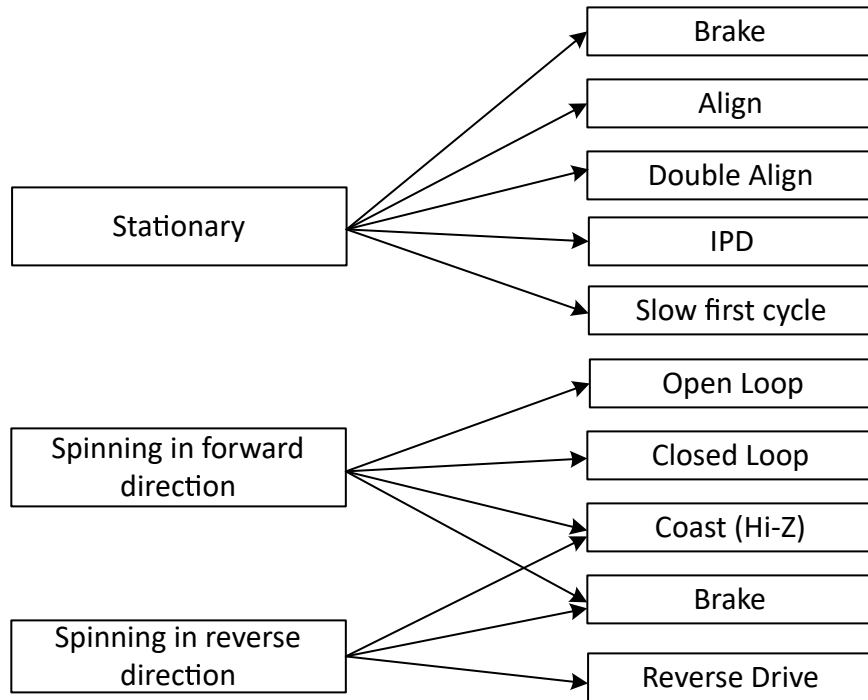 Brake
Align
Double Align
Stationary
IPD
Slow first cycle
Open Loop
Spinning in forward
direction
Closed Loop
Coast (Hi-Z)
Brake
Spinning in reverse
direction
Reverse Drive